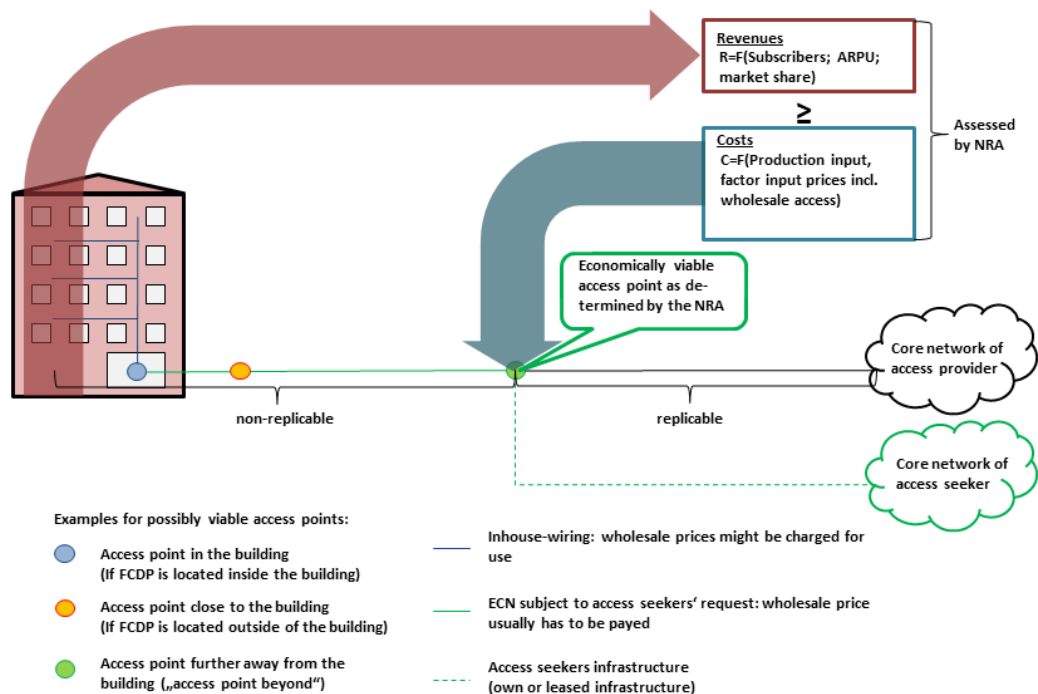 Revenues
R=F(Subscribers; ARPU;
market share)
≥
Costs
C=F(Production input,
factor input prices incl.
wholesale access)
Assessed
by NRA
Economically viable
access point as de-
termined by the NRA
Core network of
access provider
non-replicable
replicable
Core network of
access seeker
Examples for possibly viable access points:
Access point in the building
(If FCDP is located inside the building)
Access point close to the building
(If FCDP is located outside of the building)
Access point further away from the
building („access point beyond“)
Inhouse-wiring: wholesale prices might be charged for
use
ECN subject to access seekers‘ request: wholesale price
usually has to be payed
Access seekers infrastructure
(own or leased infrastructure)